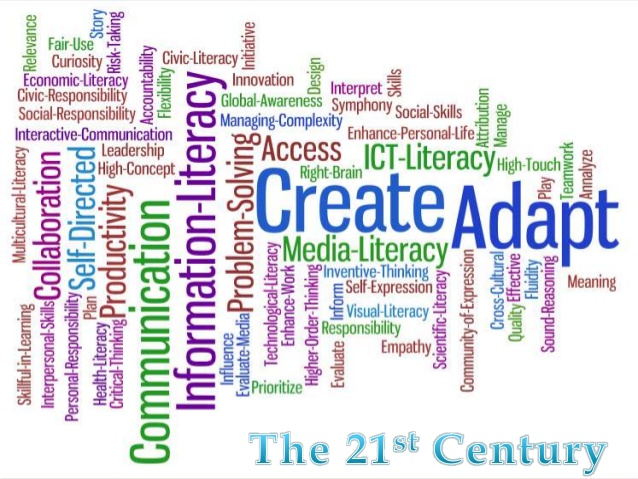 Relevance
Fair-Use
Story
Risk-Taking
Curiosity
Economic-Literacy
Civic-Responsibility
Social-Responsibility
Interactive-Communication
Accountability
Flexibility
Civic-Literacy
Initiative
Innovation
Design
Global-Awareness
Managing-Complexity
Interpret
Skills
Symphony
Social-Skills
Attribution
Manage
Enhance-Personal-Life
Leadership
High-Concept
Multicultural-Literacy
Collaboration
Self-Directed
Productivity
Communication
Information-Literacy
Problem-Solving
Access
Right-Brain
ICT-Literacy
High-Touch
Teamwork
Play
Annalyze
Create
Adapt
Media-Literacy
Skillful-in-Learning
Interpersonal-Skills
Personal-Responsibility
Plan
Health-Literacy
Critical-Thinking
Influence
Evaluate-Media
Technological-Literacy
Enhance-Work
Higher-Order-Thinking
Inventive-Thinking
Inform
Self-Expression
Visual-Literacy
Responsibility
Evaluate
Empathy
Scientific-Literacy
Community-of-Expression
Cross-Cultural
Quality
Effective
Fluidity
Sound-Reasoning
Meaning
Prioritize
The 21st Century